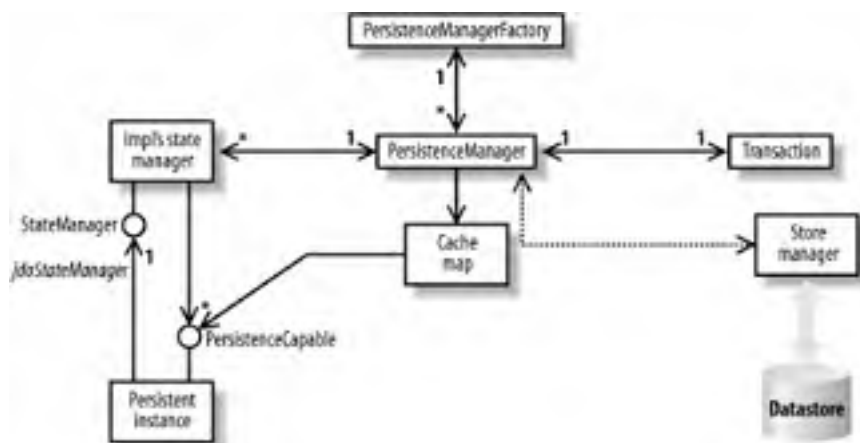 PersistenceManagerFactory
1
*
Impl's state
manager
*
1
PersistenceManager
1
1
Transaction
StateManager
jdoStateManager
1
Cache
map
Store
manager
*
PersistenceCapable
Persistent
instance
Datastore